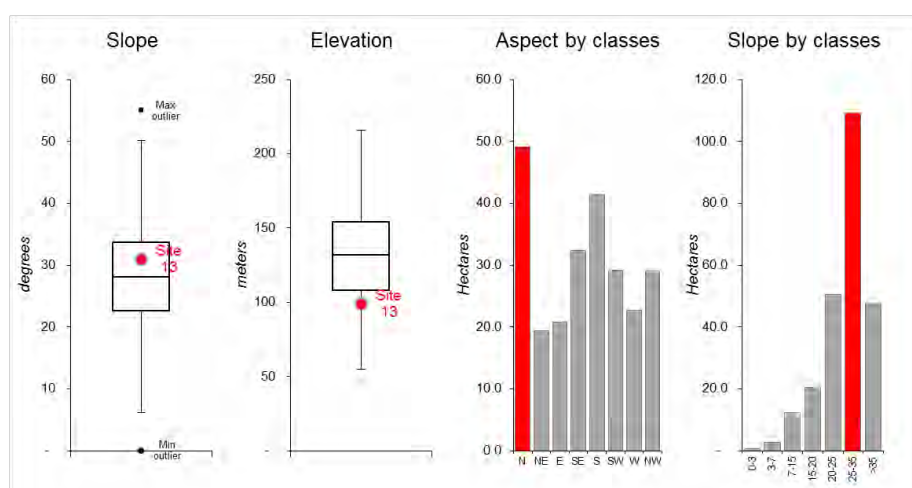 Slope
60
50
40
30
20
10
-
degrees
Max
outlier
Site
13
Min
outlier
Elevation
250
200
150
100
50
-
meters
Site
13
Aspect by classes
60.0
50.0
40.0
30.0
20.0
10.0
0.0
Hectares
N NE E SE S SW W NW
Slope by classes
120.0
100.0
80.0
60.0
40.0
20.0
-
Hectares
0-3 3-7 7-15 15-20 20-25 25-35 >35